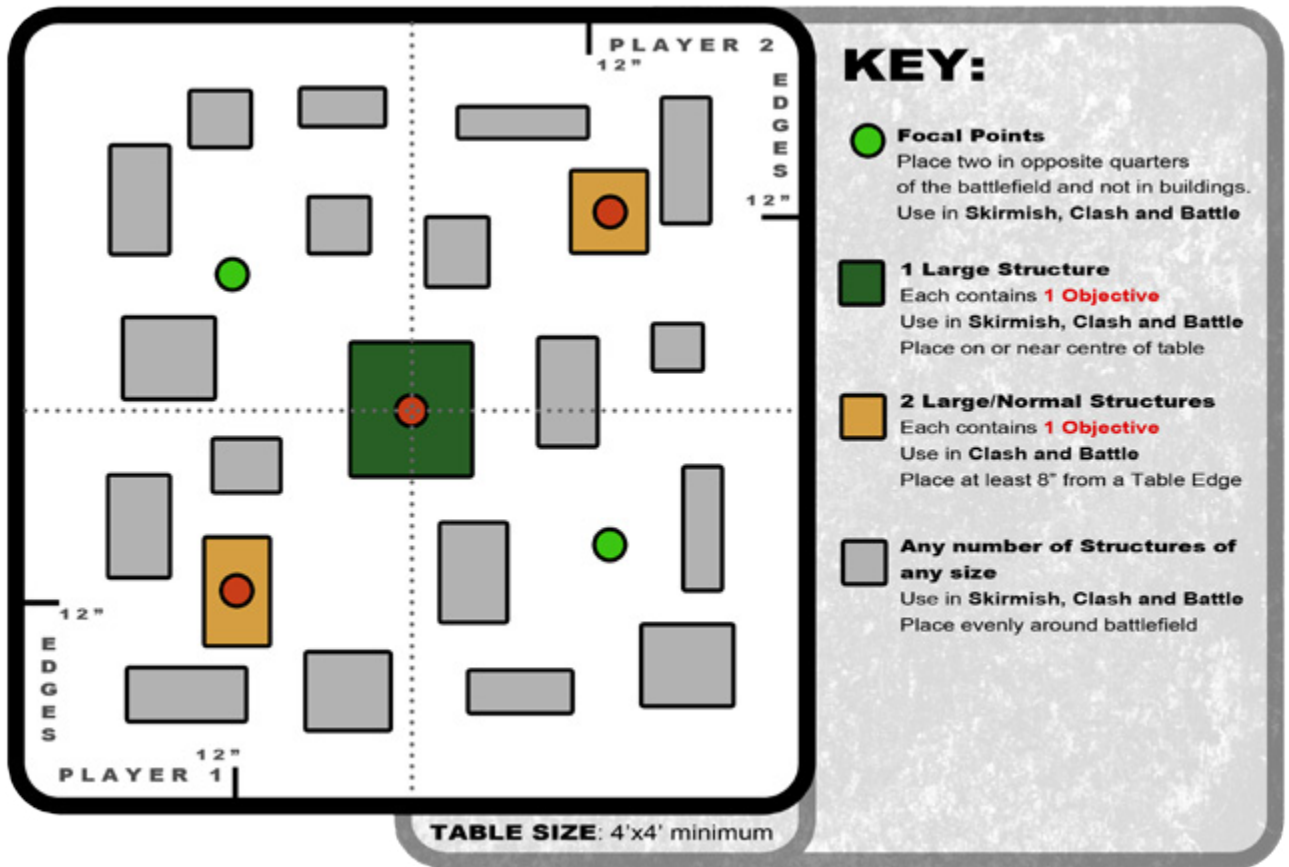 PLAYER 2
12”
EDGES
12”
12”
EDGES
12”
PLAYER 1
TABLE SIZE: 4’x4’ minimum
KEY:
Focal Points
Place two in opposite quarters
of the battlefield and not in buildings.
Use in Skirmish, Clash and Battle
1 Large Structure
Each contains 1 Objective
Use in Skirmish, Clash and Battle
Place on or near centre of table
2 Large/Normal Structures
Each contains 1 Objective
Use in Clash and Battle
Place at least 8” from a Table Edge
Any number of Structures of
any size
Use in Skirmish, Clash and Battle
Place evenly around battlefield